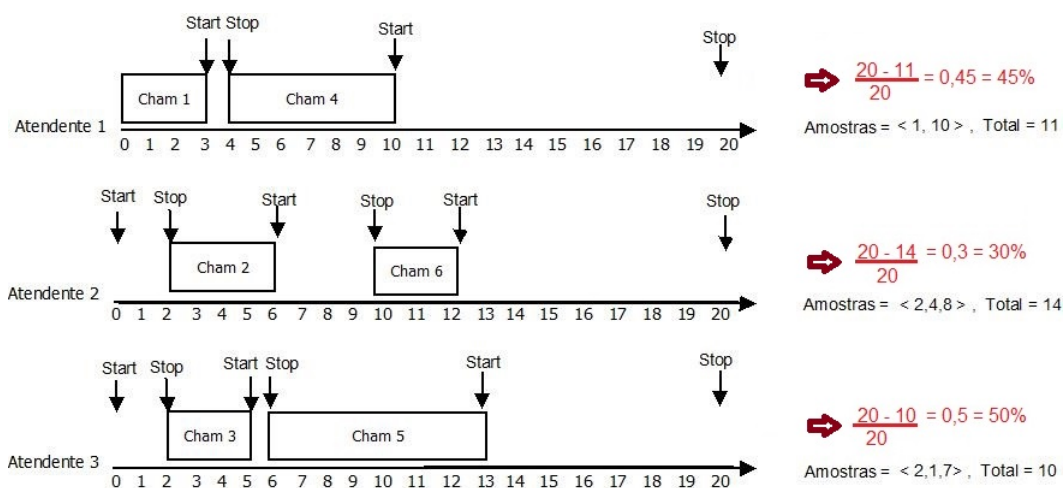 Start Stop Start Stop
Cham 1 Cham 4
Atendente 1
0 1 2 3 4 5 6 7 8 9 10 11 12 13 14 15 16 17 18 19 20
20 - 11
20
= 0,45 = 45%
Amostras = < 1, 10 > , Total = 11
Start Stop Start Stop Start Stop
Cham 2 Cham 6
Atendente 2
0 1 2 3 4 5 6 7 8 9 10 11 12 13 14 15 16 17 18 19 20
20 - 14
20
= 0,3 = 30%
Amostras = < 2,4,8 > , Total = 14
Start Stop Start Stop Start Stop
Cham 3 Cham 5
Atendente 3
0 1 2 3 4 5 6 7 8 9 10 11 12 13 14 15 16 17 18 19 20
20 - 10
20
= 0,5 = 50%
Amostras = < 2,1,7> , Total = 10